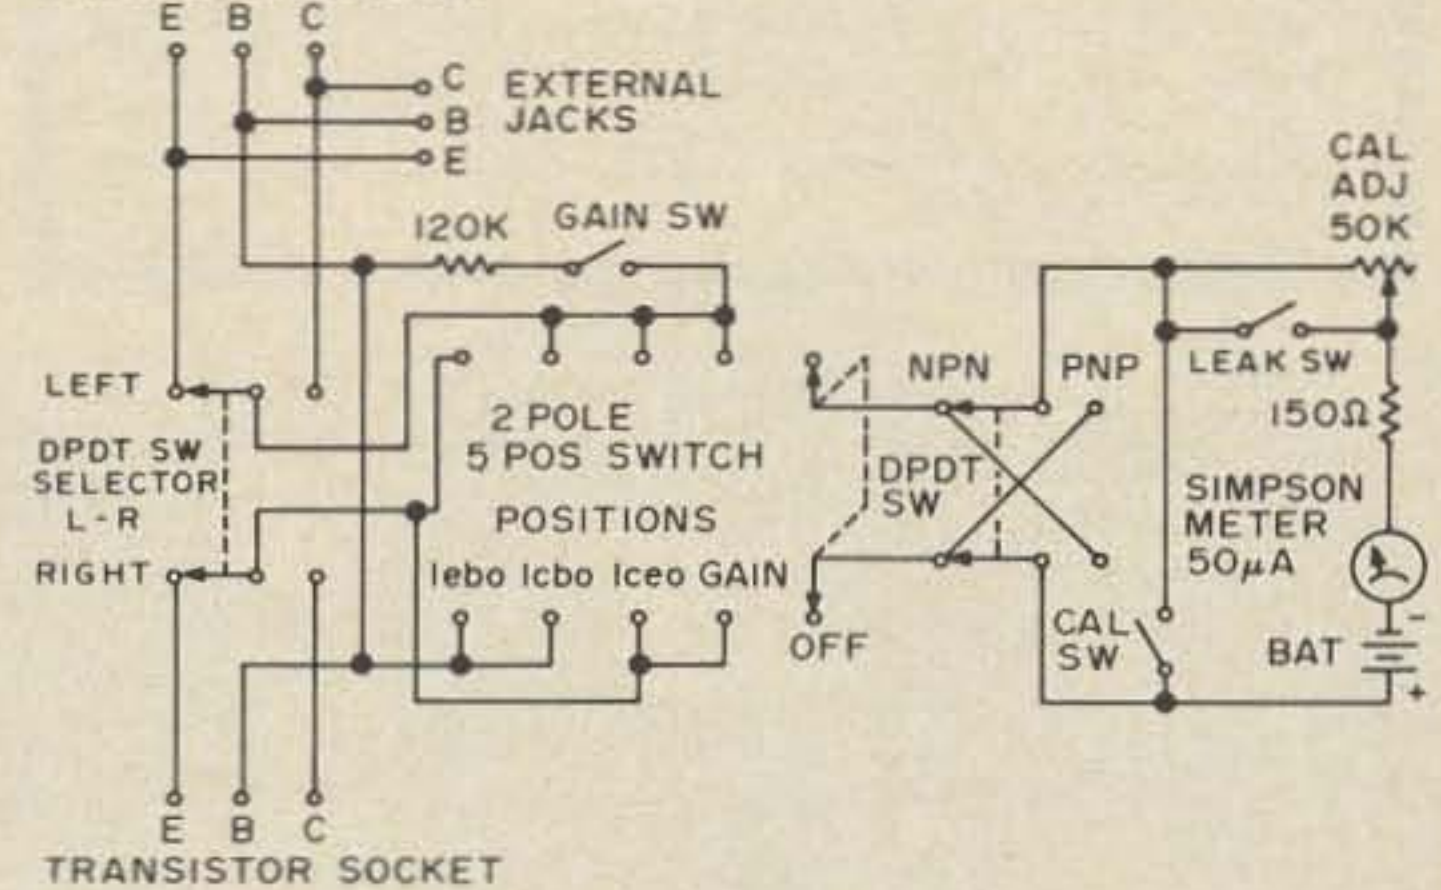 E B C
C EXTERNAL
B JACKS
E
120K GAIN SW
CAL
ADJ
50K
LEFT
DPDT SW
SELECTOR
L-R
RIGHT
2 POLE
5 POS SWITCH
POSITIONS
Iebo Icbo Iceo GAIN
NPN PNP
DPDT
SW
OFF
LEAK SW
150Ω
SIMPSON
METER
50μA
CAL
SW
BAT
-
+
E B C
TRANSISTOR SOCKET